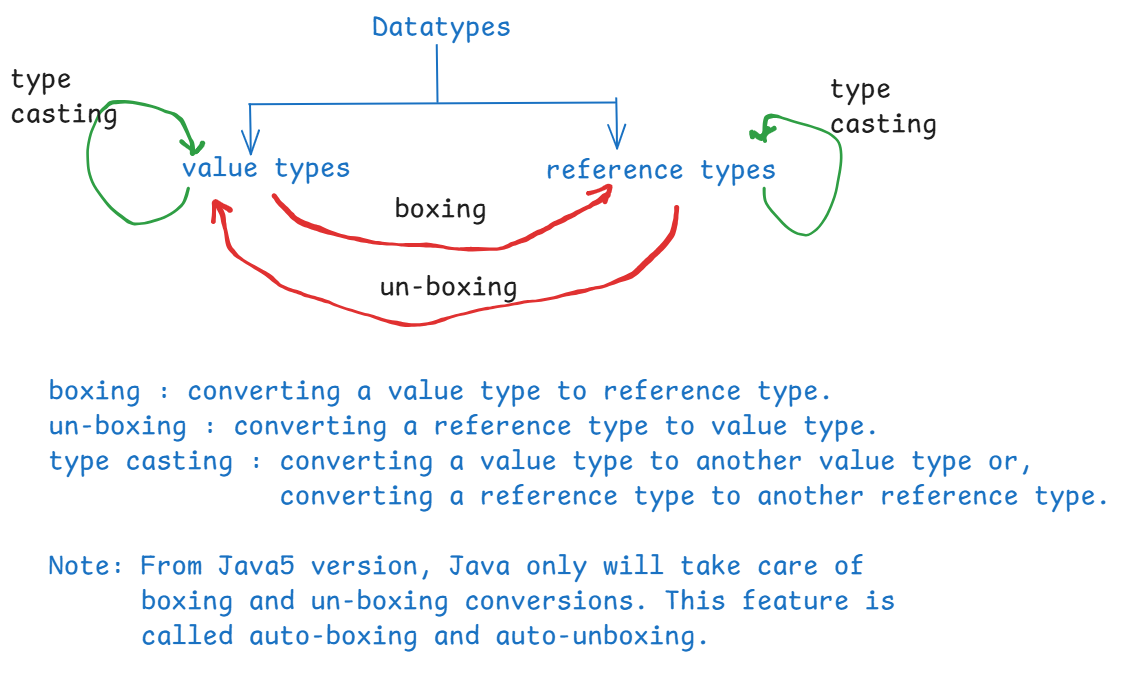 Datatypes
type
casting
type
casting
value types
reference types
boxing
un-boxing
boxing : converting a value type to reference type.
un-boxing : converting a reference type to value type.
type casting : converting a value type to another value type or,
converting a reference type to another reference type.
Note: From Java5 version, Java only will take care of
boxing and un-boxing conversions. This feature is
called auto-boxing and auto-unboxing.